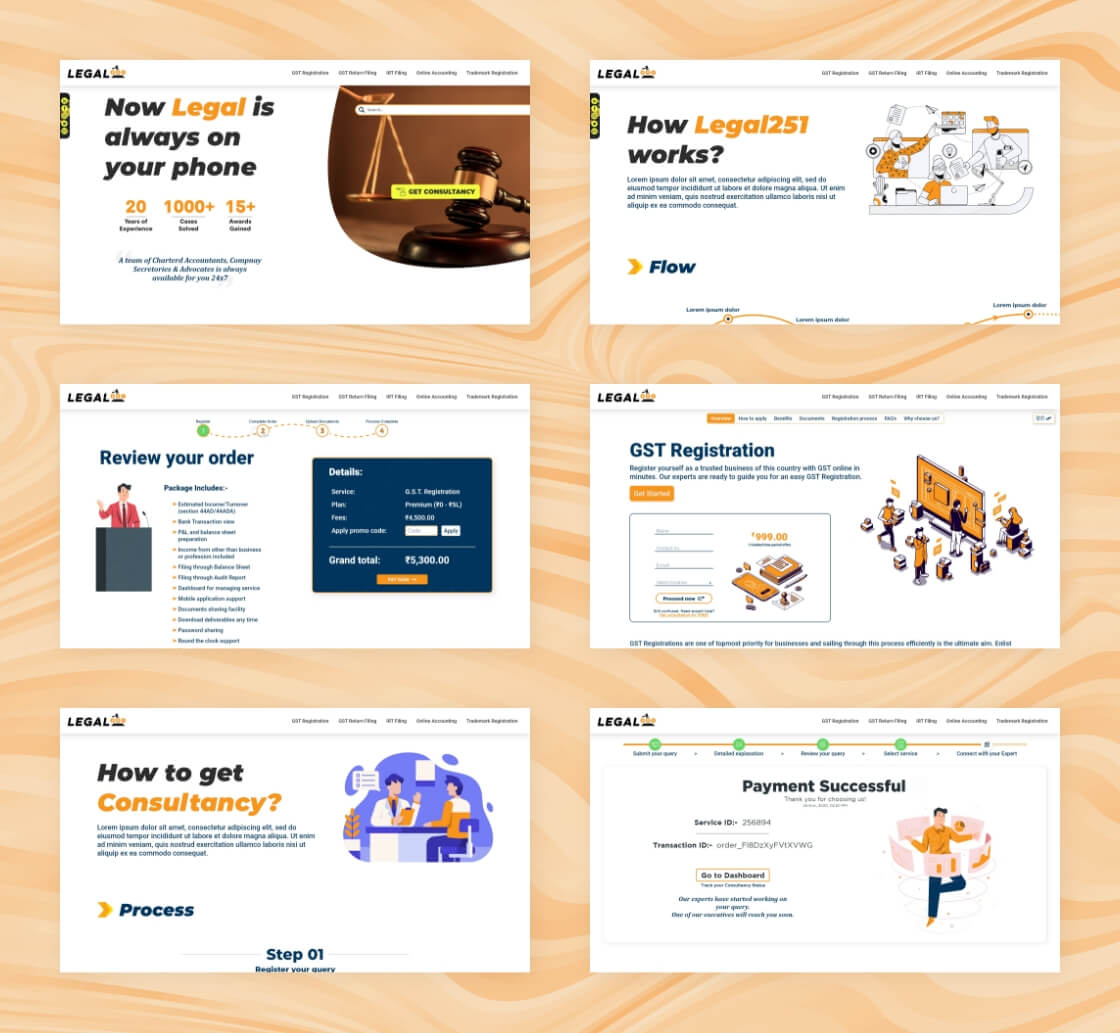 LEGAL
GST Registration GST Return Filing IRT Filing Online Accounting Trademark Registration
Now Legal is
always on
your phone
GET CONSULTANCY
20 1000+ 15+
Years of Experience
Cases Solved
Awards Gained
A team of Charterd Accountants, Compnay
Secretories & Advocates is always
available for you 24x7
LEGAL
GST Registration GST Return Filing IRT Filing Online Accounting Trademark Registration
How Legal251
works?
Lorem ipsum dolor sit amet, consectetur adipiscing elit, sed do
eiusmod tempor incididunt ut labore et dolore magna aliqua. Ut enim
ad minim veniam, quis nostrud exercitation ullamco laboris nisi ut
aliquip ex ea commodo consequat.
Flow
Lorem ipsum dolor
Lorem ipsum dolor
Lorem ipsum dolor
LEGAL
GST Registration GST Return Filing IRT Filing Online Accounting Trademark Registration
2 3 4
Review your order
Package Includes:-
Estimated Income/Turnover
(section 44AD/44ADA)
Bank Transaction view
P&L and balance sheet
preparation
Income from other than business
or profession included
Filing through Balance Sheet
Filing through Audit Report
Dashboard for managing service
Mobile application support
Documents sharing facility
Download deliverables any time
Password sharing
Round the clock support
Details:
Service: G.S.T. Registration
Plan: Premium (₹0 - ₹5L)
Fees: ₹4,500.00
Apply promo code: Code Apply
Grand total: ₹5,300.00
PAY NOW
LEGAL
GST Registration GST Return Filing IRT Filing Online Accounting Trademark Registration
Overview How to apply Benefits Documents Registration process FAQs Why choose us?
GST Registration
Register yourself as a trusted business of this country with GST online in
minutes. Our experts are ready to guide you for an easy GST Registration.
Get Started
Name
Email
₹999.00
Proceed now
GST Registrations are one of topmost priority for businesses and sailing through this process efficiently is the ultimate aim. Enlist
LEGAL
GST Registration GST Return Filing IRT Filing Online Accounting Trademark Registration
How to get
Consultancy?
Lorem ipsum dolor sit amet, consectetur adipiscing elit, sed do
eiusmod tempor incididunt ut labore et dolore magna aliqua. Ut enim
ad minim veniam, quis nostrud exercitation ullamco laboris nisi ut
aliquip ex ea commodo consequat.
Process
Step 01
Register your query
LEGAL
GST Registration GST Return Filing IRT Filing Online Accounting Trademark Registration
Submit your query > Detailed explanation > Review your query > Select service > Connect with your Expert
Payment Successful
Thank you for choosing us!
Service ID:- 256894
Transaction ID:- order_FI8DzXyFVtXVWG
Go to Dashboard
Track your Consultancy Status
Our experts have started working on
your query.
One of our executives will reach you soon.